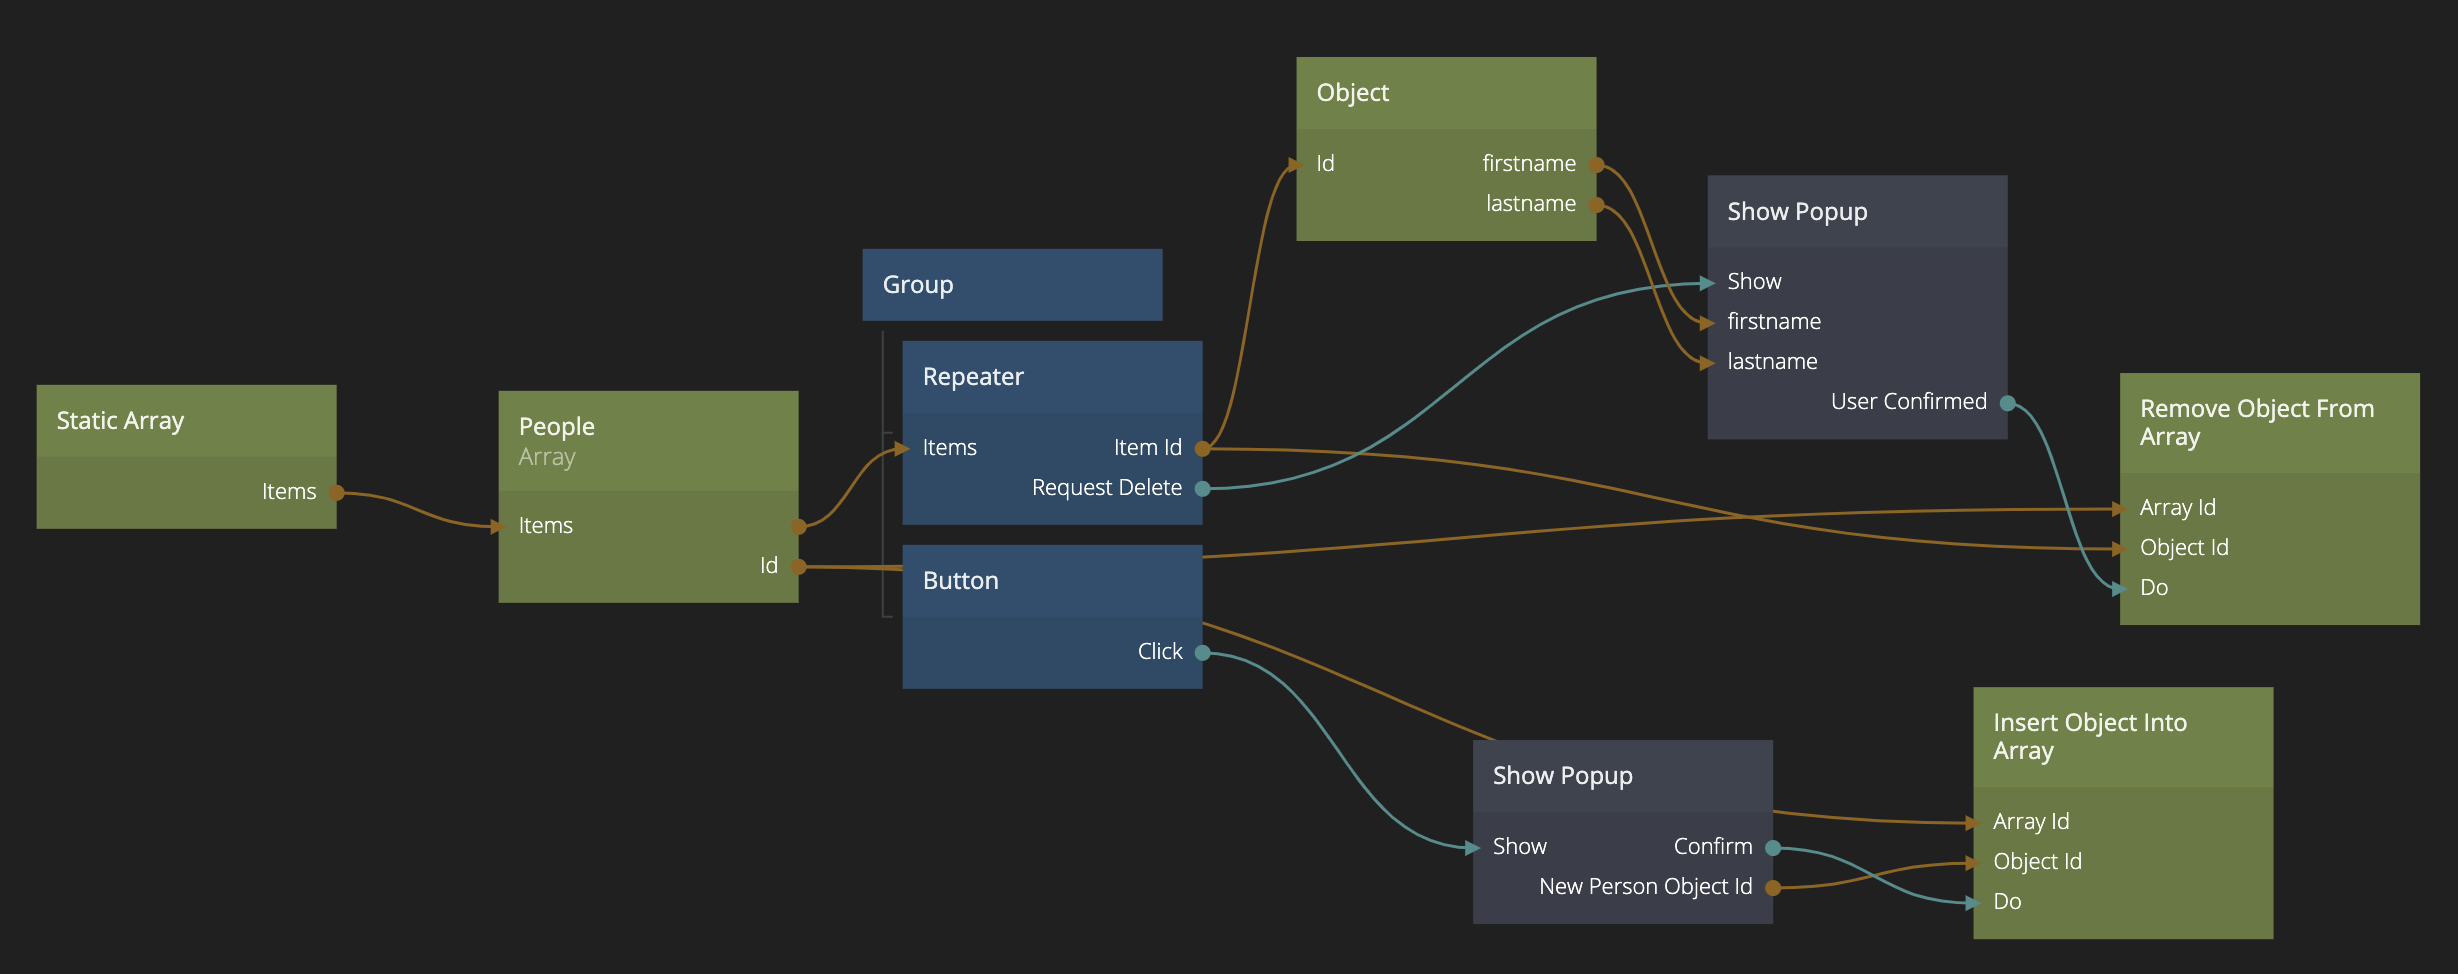 Static Array
Items
People
Array
Items
Id
Group
Repeater
Items
Item Id
Request Delete
Button
Click
Object
Id
firstname
lastname
Show Popup
Show
firstname
lastname
User Confirmed
Remove Object From
Array
Array Id
Object Id
Do
Show Popup
Show
Confirm
New Person Object Id
Insert Object Into
Array
Array Id
Object Id
Do